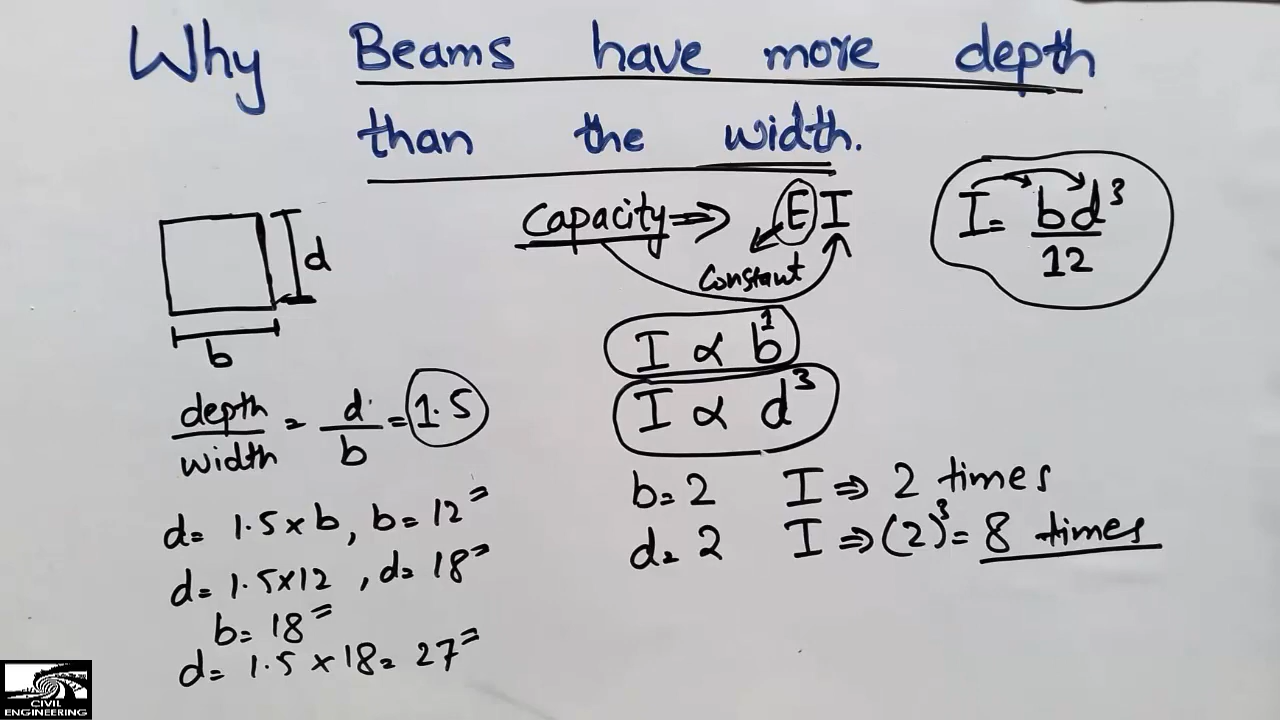 Why Beams have more depth
than the width.
Capacity ⇒ E I
Constant
I = bd³/12
d
b
I ∝ b¹
I ∝ d³
depth/width = d/b = 1.5
b = 2 I ⇒ 2 times
d = 2 I ⇒ (2)³ = 8 times
d = 1.5 × b, b = 12"
d = 1.5 × 12, d = 18"
b = 18"
d = 1.5 × 18 = 27"
CIVIL
ENGINEERING